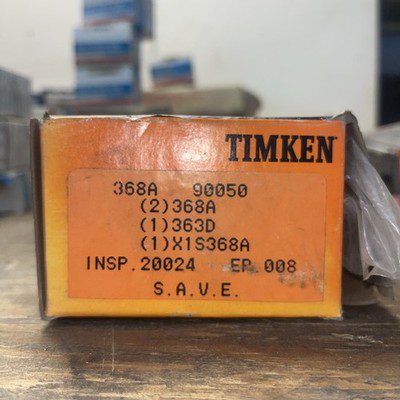 TIMKEN
368A 90050
(2)368A
(1)363D
(1)X1S368A
INSP.20024 EP.008
S.A.V.E.